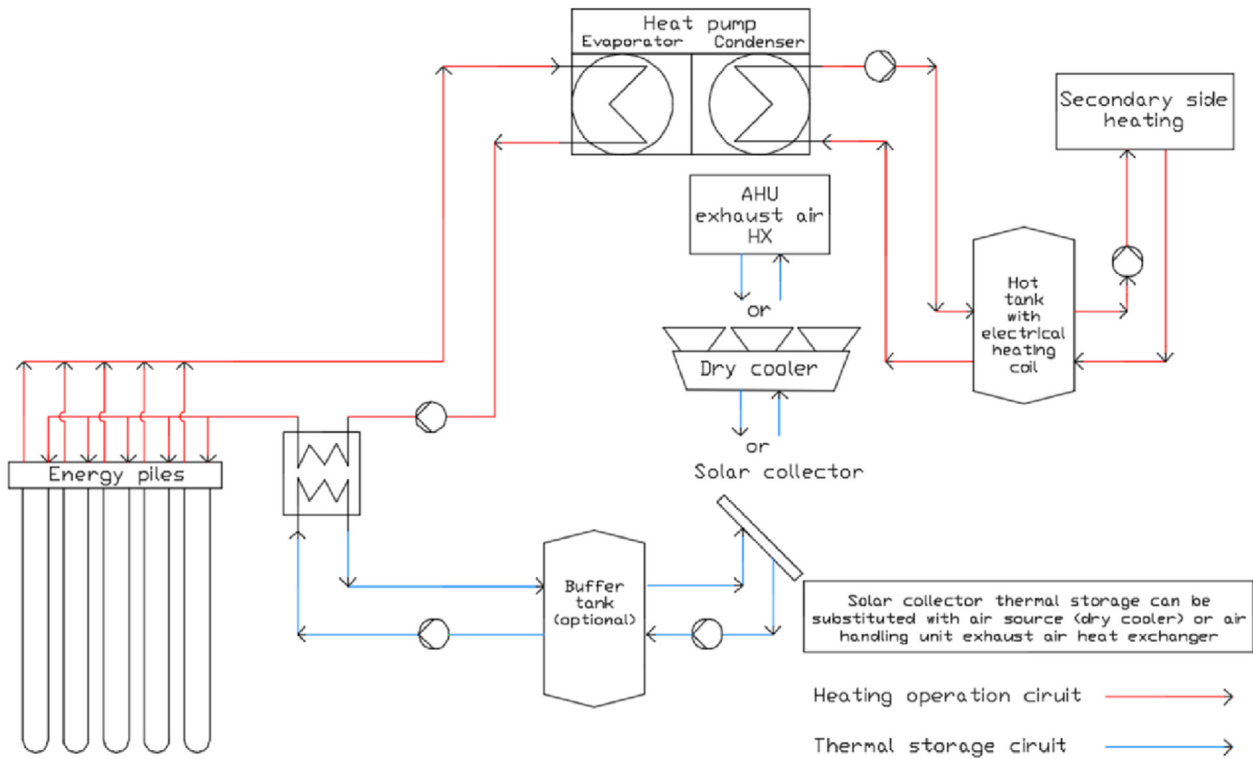 Heat pump
Evaporator Condenser
Secondary side
heating
AHU
exhaust air
HX
or
Hot
tank
with
electrical
heating
coil
Dry cooler
or
Solar collector
Energy piles
Buffer
tank
(optional)
Solar collector thermal storage can be
substituted with air source (dry cooler) or air
handling unit exhaust air heat exchanger
Heating operation ciruit
Thermal storage ciruit